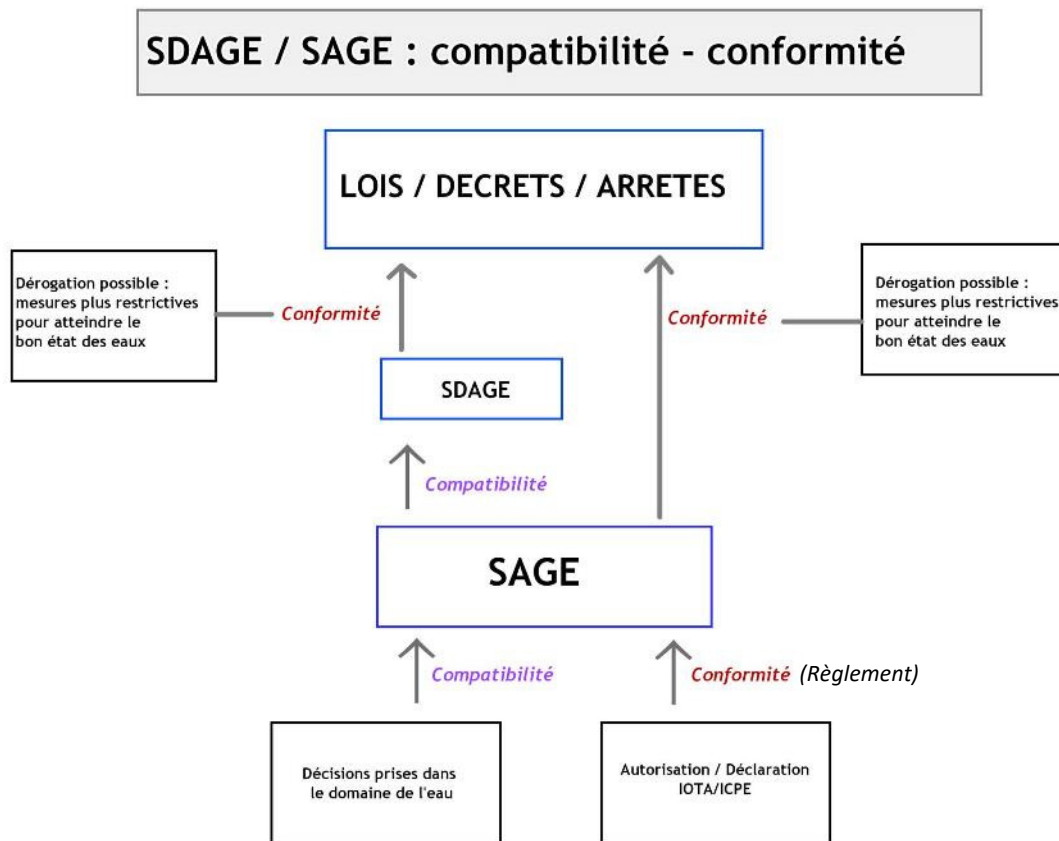 SDAGE / SAGE : compatibilité - conformité
LOIS / DECRETS / ARRETES
Dérogation possible :
mesures plus restrictives
pour atteindre le
bon état des eaux
Conformité
Conformité
Dérogation possible :
mesures plus restrictives
pour atteindre le
bon état des eaux
SDAGE
Compatibilité
SAGE
Compatibilité
Conformité (Règlement)
Décisions prises dans
le domaine de l'eau
Autorisation / Déclaration
IOTA/ICPE